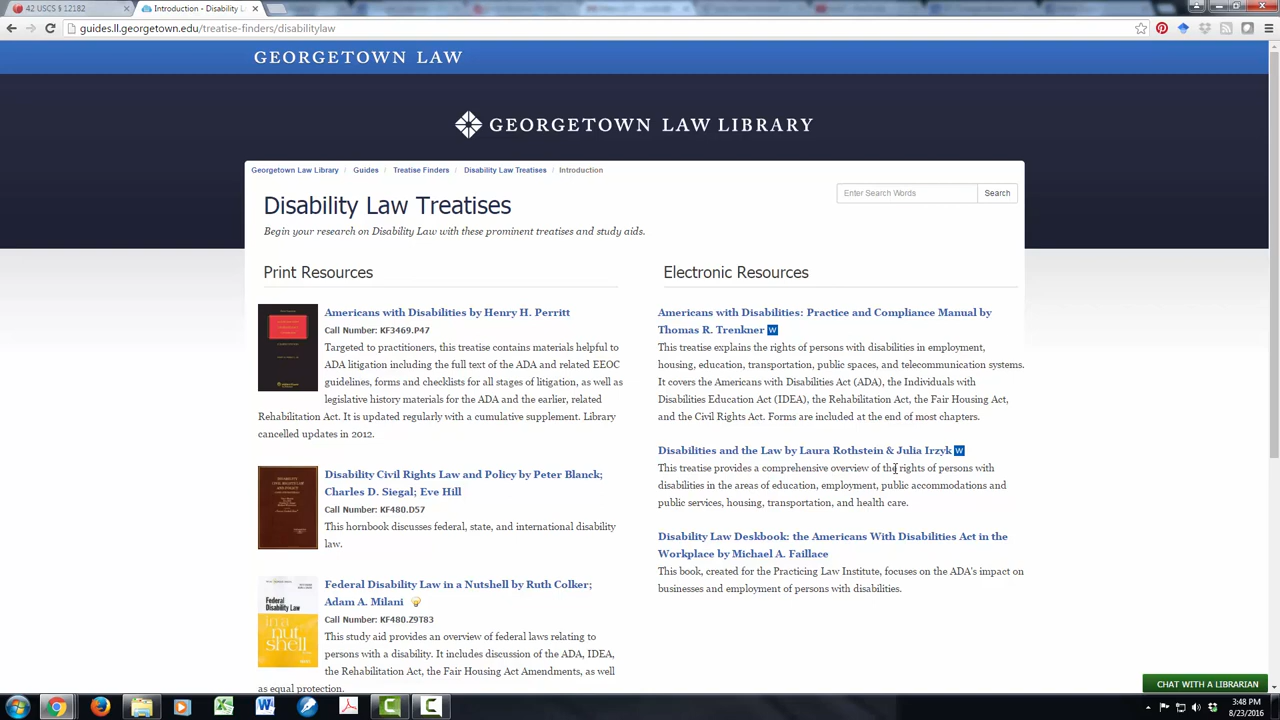 42 USCS § 12182
Introduction - Disability L
guides.ll.georgetown.edu/treatise-finders/disabilitylaw
GEORGETOWN LAW
GEORGETOWN LAW LIBRARY
Georgetown Law Library / Guides / Treatise Finders / Disability Law Treatises / Introduction
Enter Search Words
Search
Disability Law Treatises
Begin your research on Disability Law with these prominent treatises and study aids.
Print Resources
Americans with Disabilities by Henry H. Perritt
Call Number: KF3469.P47
Targeted to practitioners, this treatise contains materials helpful to
ADA litigation including the full text of the ADA and related EEOC
guidelines, forms and checklists for all stages of litigation, as well as
legislative history materials for the ADA and the earlier, related
Rehabilitation Act. It is updated regularly with a cumulative supplement. Library
cancelled updates in 2012.
Disability Civil Rights Law and Policy by Peter Blanck;
Charles D. Siegal; Eve Hill
Call Number: KF480.D57
This hornbook discusses federal, state, and international disability
law.
Federal Disability Law
in a
nut
shell
Federal Disability Law in a Nutshell by Ruth Colker;
Adam A. Milani
Call Number: KF480.Z9T83
This study aid provides an overview of federal laws relating to
persons with a disability. It includes discussion of the ADA, IDEA,
the Rehabilitation Act, the Fair Housing Act Amendments, as well
as equal protection.
Electronic Resources
Americans with Disabilities: Practice and Compliance Manual by
Thomas R. Trenkner W
This treatise explains the rights of persons with disabilities in employment,
housing, education, transportation, public spaces, and telecommunication systems.
It covers the Americans with Disabilities Act (ADA), the Individuals with
Disabilities Education Act (IDEA), the Rehabilitation Act, the Fair Housing Act,
and the Civil Rights Act. Forms are included at the end of most chapters.
Disabilities and the Law by Laura Rothstein & Julia Irzyk W
This treatise provides a comprehensive overview of the rights of persons with
disabilities in the areas of education, employment, public accommodations and
public services, housing, transportation, and health care.
Disability Law Deskbook: the Americans With Disabilities Act in the
Workplace by Michael A. Faillace
This book, created for the Practicing Law Institute, focuses on the ADA's impact on
businesses and employment of persons with disabilities.
CHAT WITH A LIBRARIAN
3:48 PM
8/23/2016